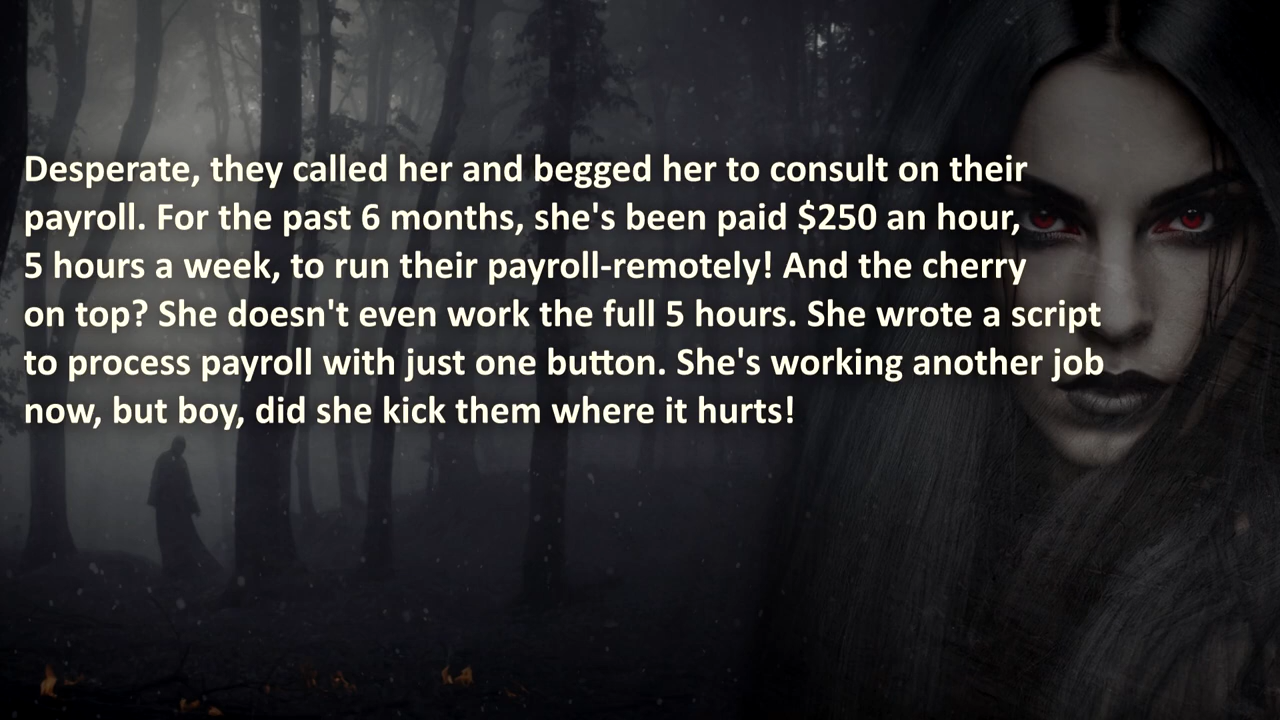 Desperate, they called her and begged her to consult on their
payroll. For the past 6 months, she's been paid $250 an hour,
5 hours a week, to run their payroll-remotely! And the cherry
on top? She doesn't even work the full 5 hours. She wrote a script
to process payroll with just one button. She's working another job
now, but boy, did she kick them where it hurts!